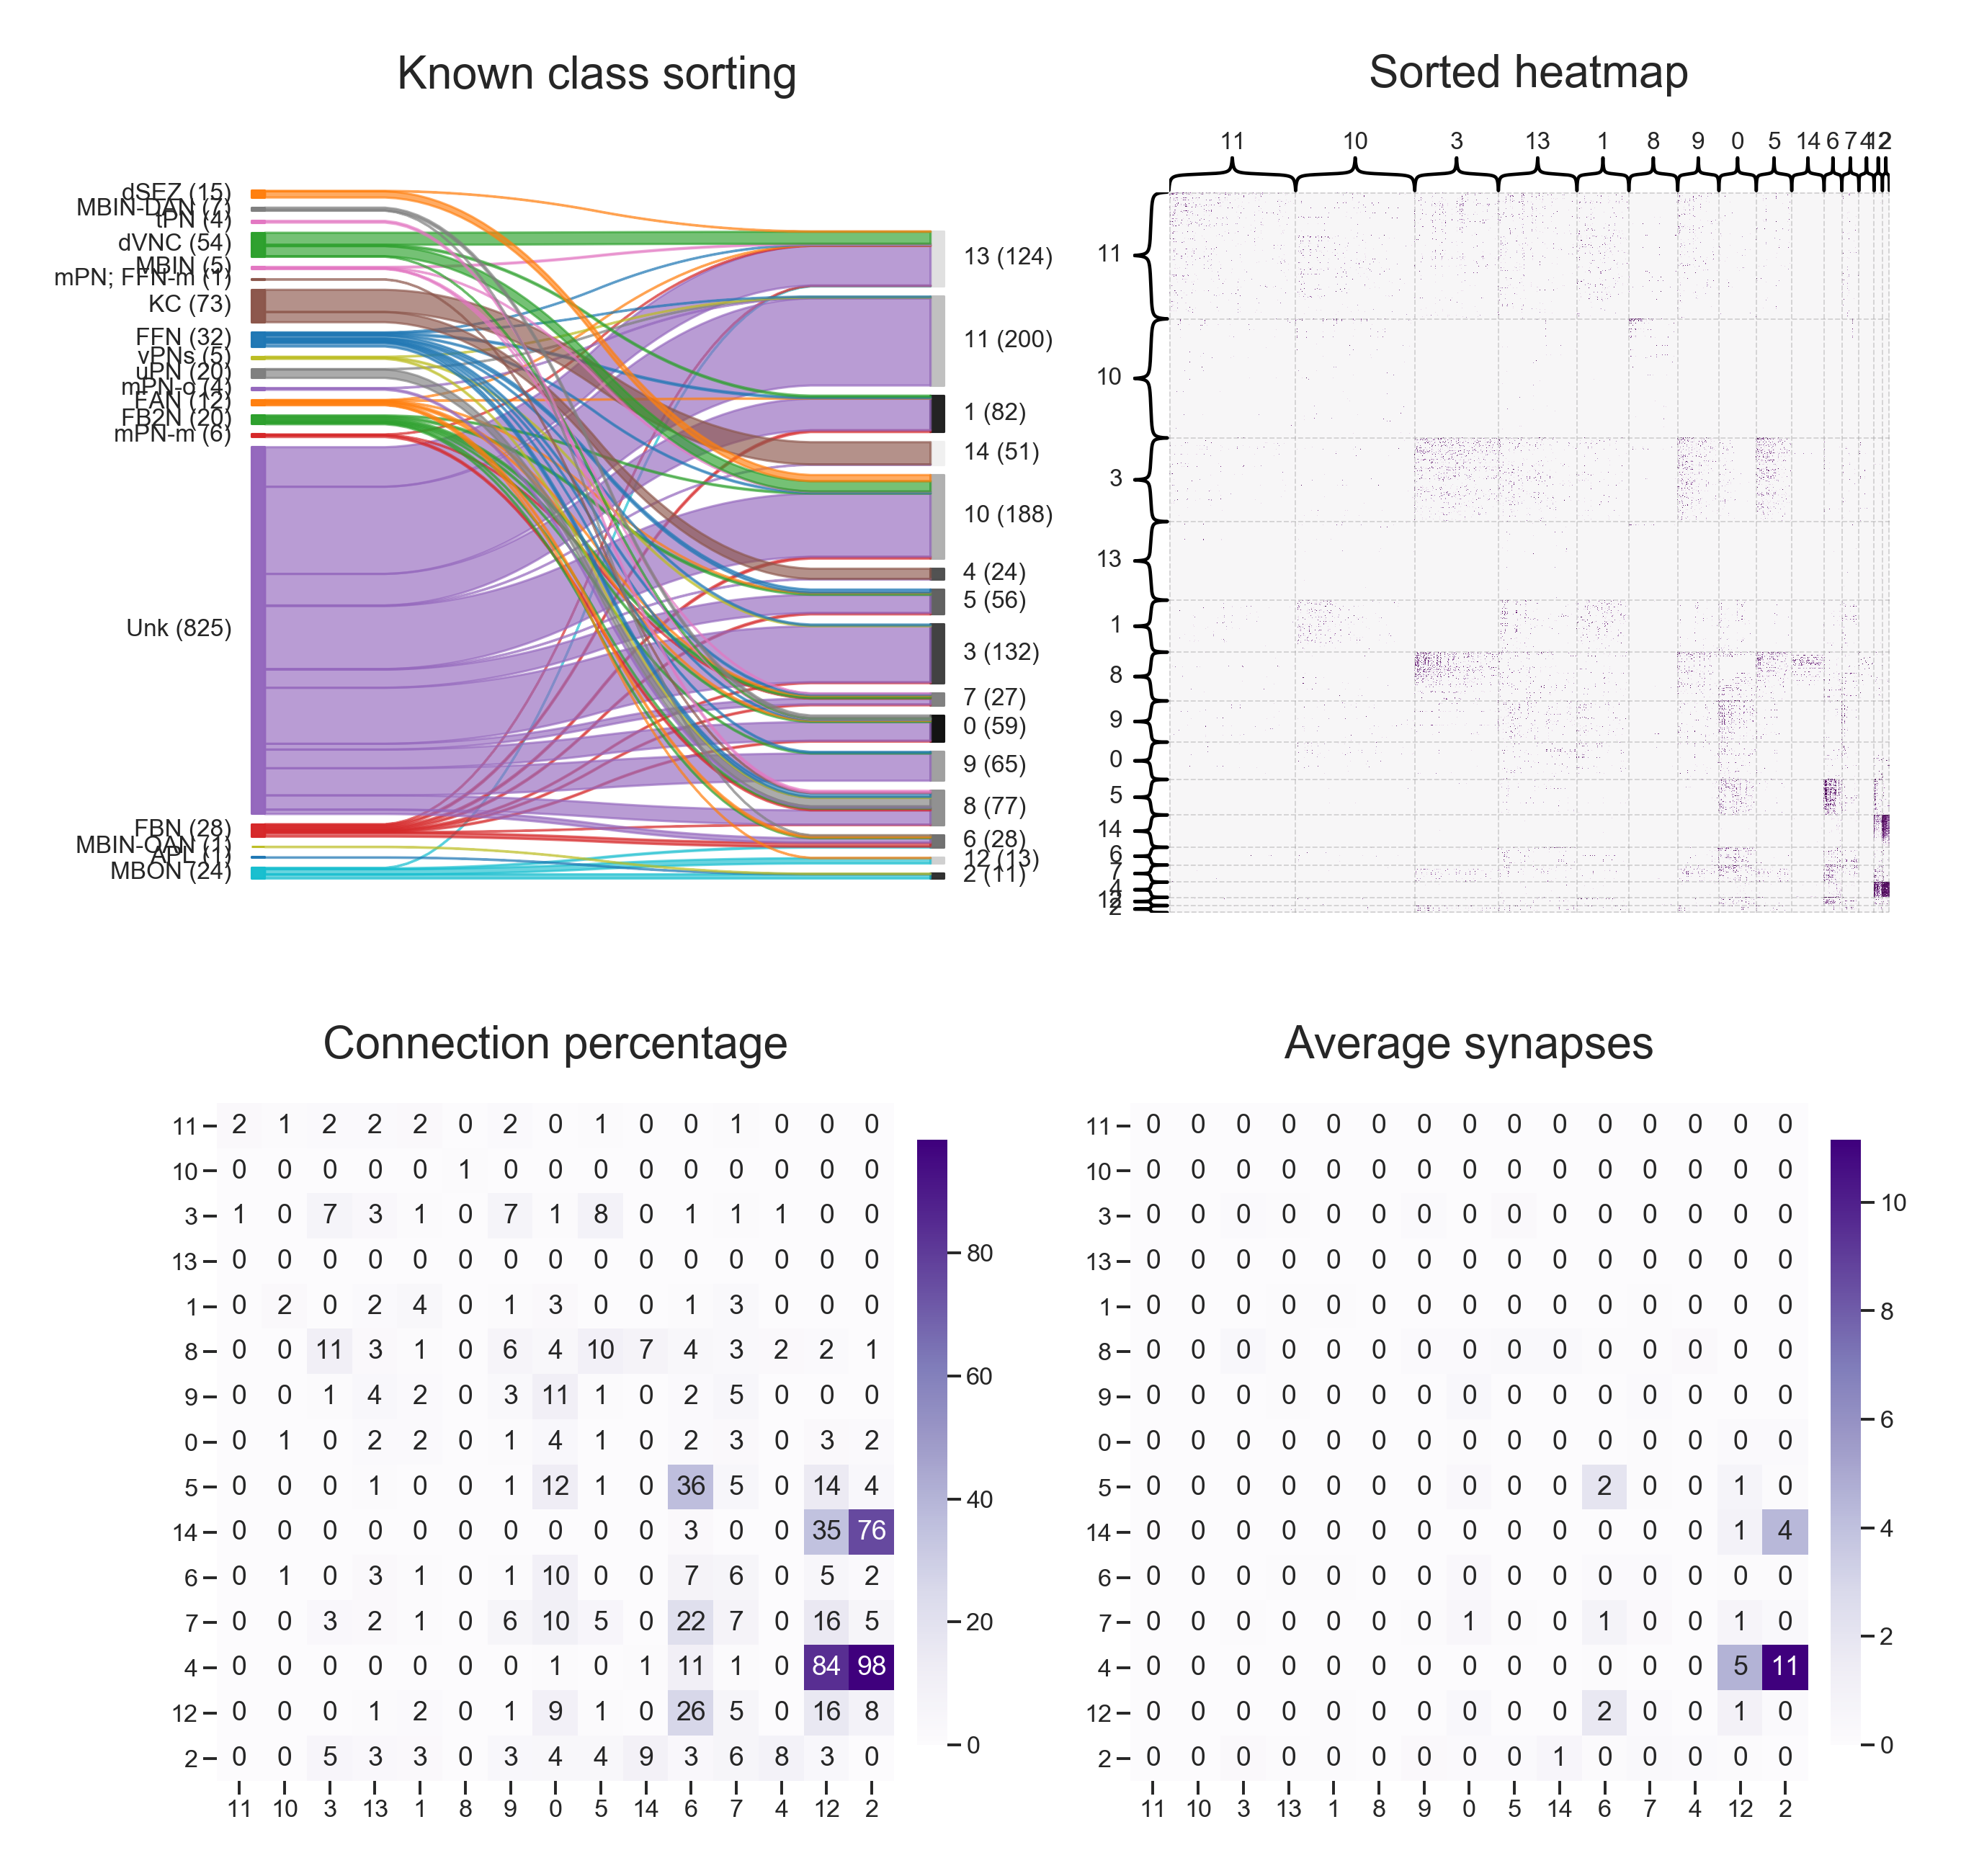 Known class sorting
dSEZ (15)
MBIN-DAN (7)
tPN (4)
dVNC (54)
MBIN (5)
mPN; FFN-m (1)
KC (73)
FFN (32)
vPNs (5)
uPN (20)
mPN-o (4)
FAN (12)
FB2N (20)
mPN-m (6)
Unk (825)
FBN (28)
MBIN-OAN (1)
APL (1)
MBON (24)
13 (124)
11 (200)
1 (82)
14 (51)
10 (188)
4 (24)
5 (56)
3 (132)
7 (27)
0 (59)
9 (65)
8 (77)
6 (28)
12 (13)
2 (11)
Sorted heatmap
11 10 3 13 1 8 9 0 5 14 6 7 4 12 2
11
10
3
13
1
8
9
0
5
14
6
7
4
12
2
Connection percentage
11 2 1 2 2 2 0 2 0 1 0 0 1 0 0 0
10 0 0 0 0 0 1 0 0 0 0 0 0 0 0 0
3 1 0 7 3 1 0 7 1 8 0 1 1 1 0 0
13 0 0 0 0 0 0 0 0 0 0 0 0 0 0 0
1 0 2 0 2 4 0 1 3 0 0 1 3 0 0 0
8 0 0 11 3 1 0 6 4 10 7 4 3 2 2 1
9 0 0 1 4 2 0 3 11 1 0 2 5 0 0 0
0 0 1 0 2 2 0 1 4 1 0 2 3 0 3 2
5 0 0 0 1 0 0 1 12 1 0 36 5 0 14 4
14 0 0 0 0 0 0 0 0 0 0 3 0 0 35 76
6 0 1 0 3 1 0 1 10 0 0 7 6 0 5 2
7 0 0 3 2 1 0 6 10 5 0 22 7 0 16 5
4 0 0 0 0 0 0 0 1 0 1 11 1 0 84 98
12 0 0 0 1 2 0 1 9 1 0 26 5 0 16 8
2 0 0 5 3 3 0 3 4 4 9 3 6 8 3 0
11 10 3 13 1 8 9 0 5 14 6 7 4 12 2
80
60
40
20
0
Average synapses
11 0 0 0 0 0 0 0 0 0 0 0 0 0 0 0
10 0 0 0 0 0 0 0 0 0 0 0 0 0 0 0
3 0 0 0 0 0 0 0 0 0 0 0 0 0 0 0
13 0 0 0 0 0 0 0 0 0 0 0 0 0 0 0
1 0 0 0 0 0 0 0 0 0 0 0 0 0 0 0
8 0 0 0 0 0 0 0 0 0 0 0 0 0 0 0
9 0 0 0 0 0 0 0 0 0 0 0 0 0 0 0
0 0 0 0 0 0 0 0 0 0 0 0 0 0 0 0
5 0 0 0 0 0 0 0 0 0 0 2 0 0 1 0
14 0 0 0 0 0 0 0 0 0 0 0 0 0 1 4
6 0 0 0 0 0 0 0 0 0 0 0 0 0 0 0
7 0 0 0 0 0 0 0 1 0 0 1 0 0 1 0
4 0 0 0 0 0 0 0 0 0 0 0 0 0 5 11
12 0 0 0 0 0 0 0 0 0 0 2 0 0 1 0
2 0 0 0 0 0 0 0 0 0 1 0 0 0 0 0
11 10 3 13 1 8 9 0 5 14 6 7 4 12 2
10
8
6
4
2
0